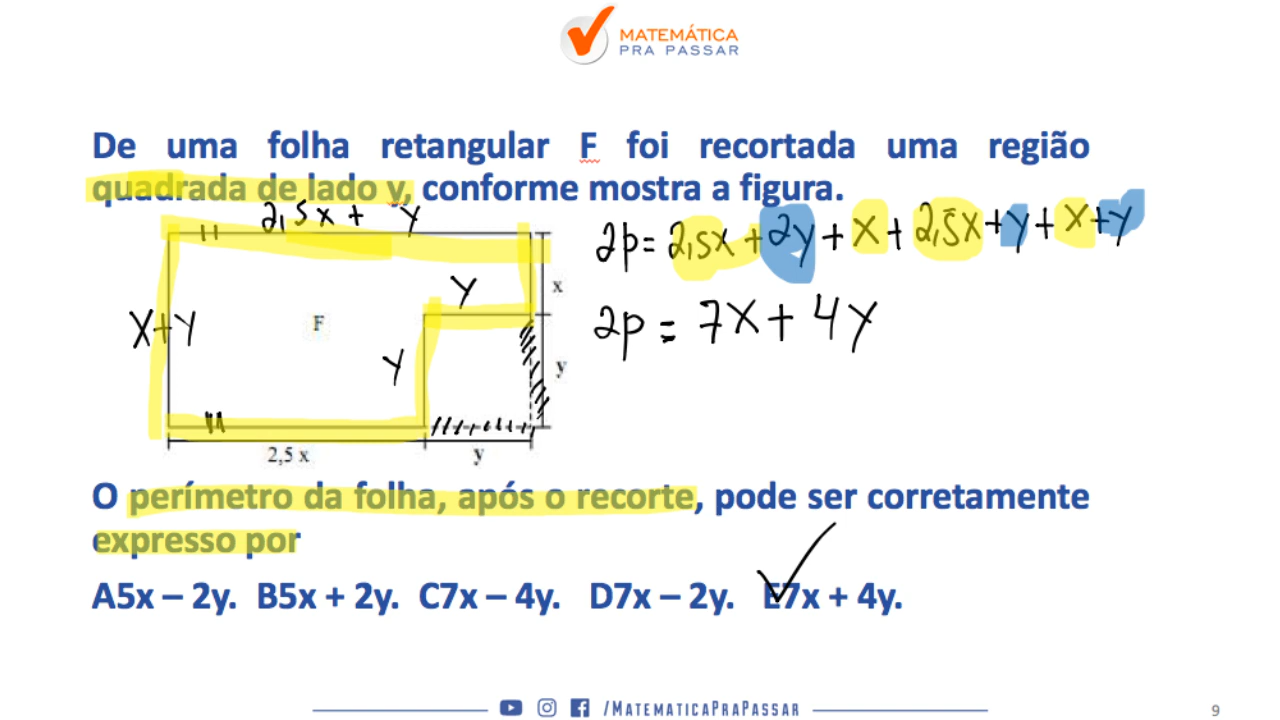 MATEMÁTICA
PRA PASSAR
De uma folha retangular F foi recortada uma região
quadrada de lado y, conforme mostra a figura.
2,5x + y
2p = 2,5x + 2y + x + 2,5x + y + x + y
y
x
x+y
F
2p = 7x + 4y
y
y
2,5 x
y
O perímetro da folha, após o recorte, pode ser corretamente
expresso por
A5x – 2y. B5x + 2y. C7x – 4y. D7x – 2y. E7x + 4y.
/MatematicaPraPassar
9